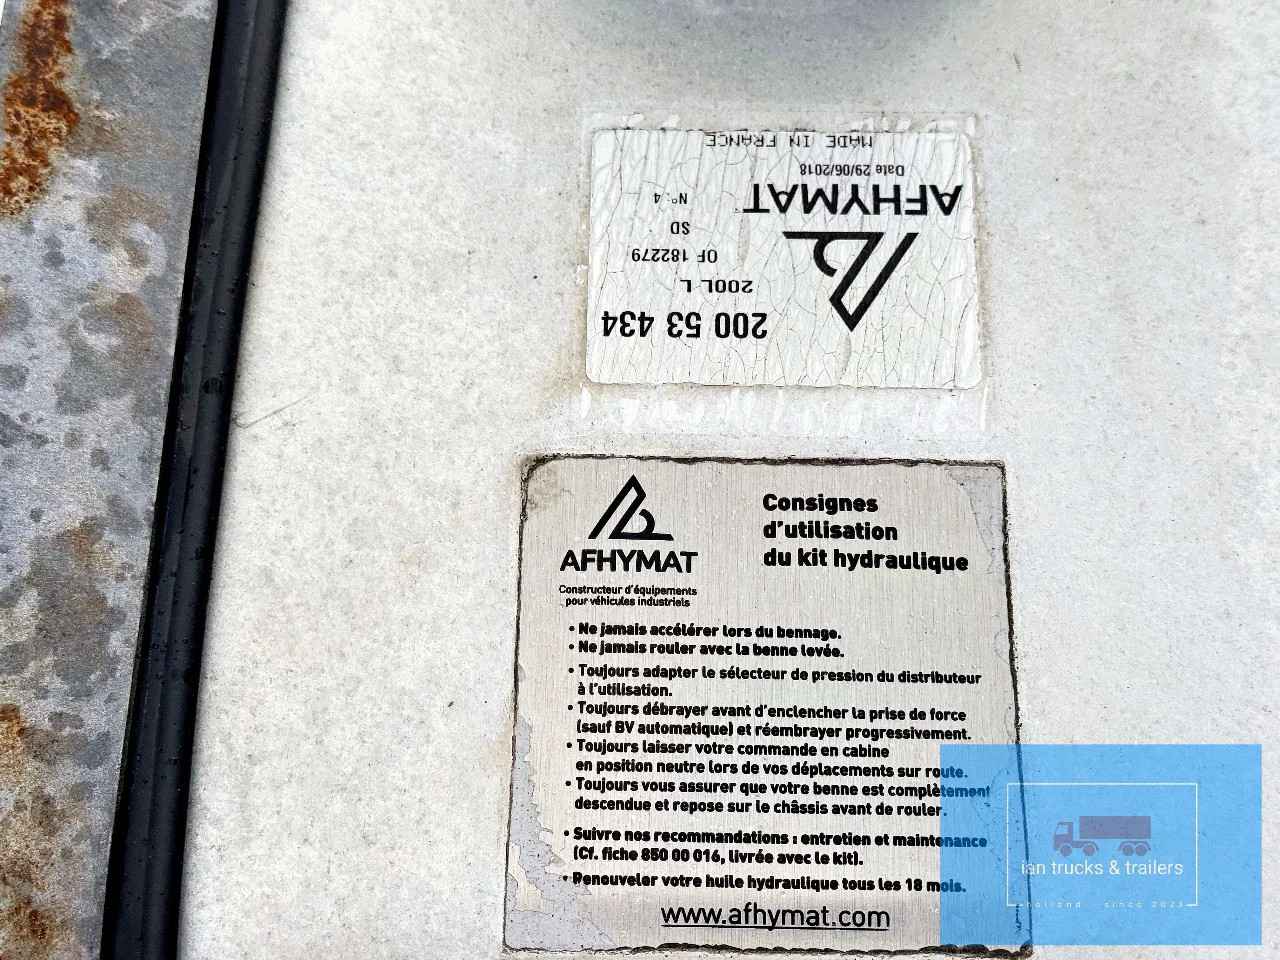 MADE IN FRANCE
Date 29/06/2018
AFHYMAT
N°: 4
SD
OF 182279
200L L
200 53 434
AFHYMAT
Constructeur d'équipements
pour véhicules industriels
Consignes
d'utilisation
du kit hydraulique
• Ne jamais accélérer lors du bennage.
• Ne jamais rouler avec la benne levée.
• Toujours adapter le sélecteur de pression du distributeur
à l'utilisation.
• Toujours débrayer avant d'enclencher la prise de force
(sauf BV automatique) et réembrayer progressivement.
• Toujours laisser votre commande en cabine
en position neutre lors de vos déplacements sur route.
• Toujours vous assurer que votre benne est complètement
descendue et repose sur le châssis avant de rouler.
• Suivre nos recommandations : entretien et maintenance
(Cf. fiche 850 00 016, livrée avec le kit).
• Renouveler votre huile hydraulique tous les 18 mois.
www.afhymat.com
ian trucks & trailers
holland since 2023